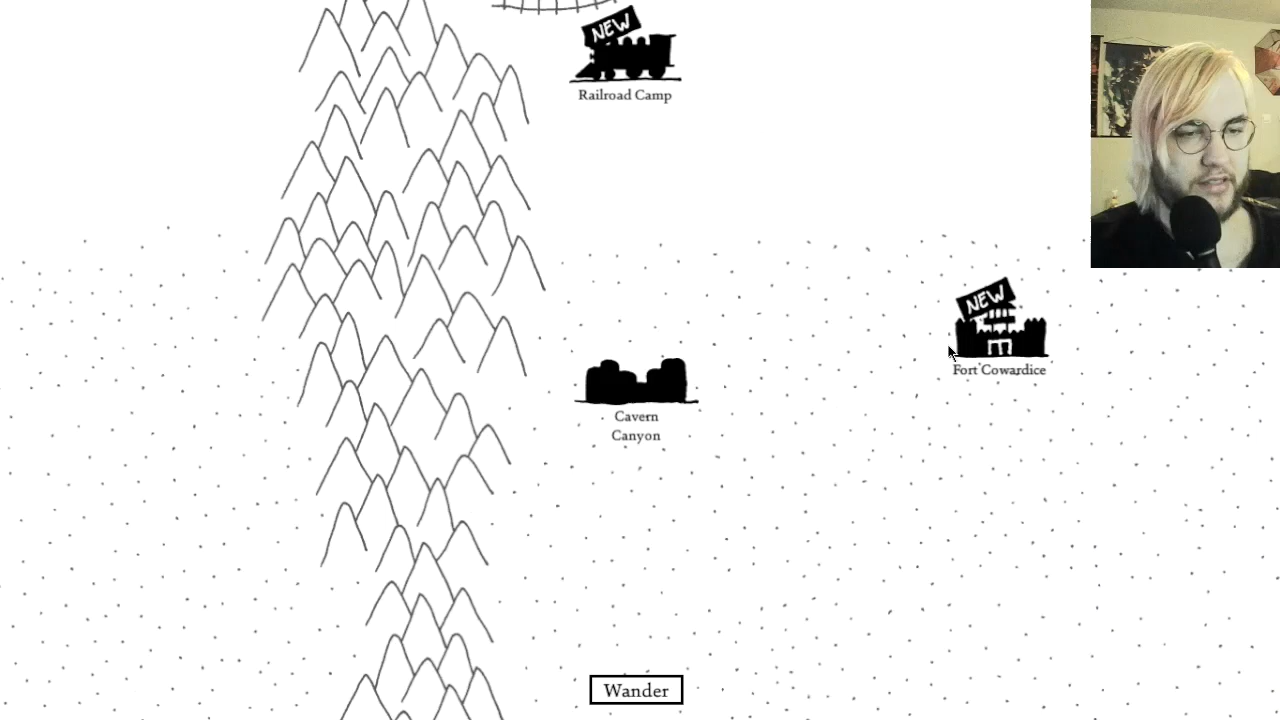 NEW
Railroad Camp
NEW
Fort Cowardice
Cavern
Canyon
Wander